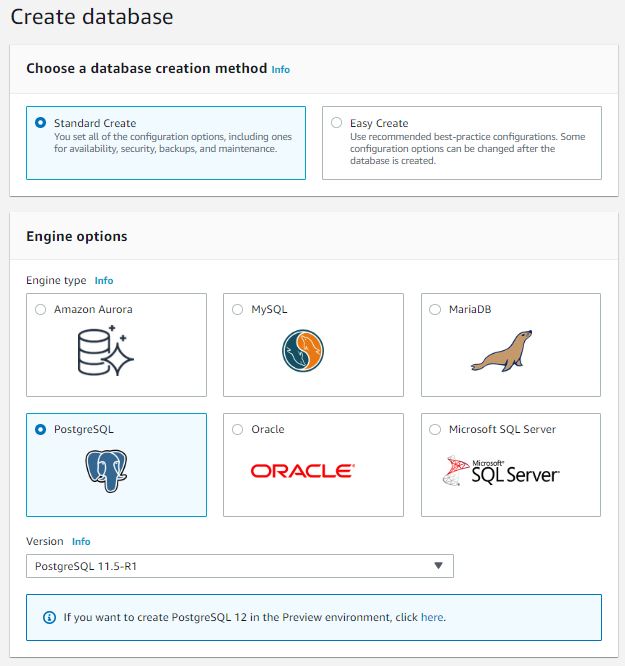 Create database
Choose a database creation method Info
Standard Create
You set all of the configuration options, including ones
for availability, security, backups, and maintenance.
Easy Create
Use recommended best-practice configurations. Some
configuration options can be changed after the
database is created.
Engine options
Engine type Info
Amazon Aurora
MySQL
MariaDB
PostgreSQL
Oracle
ORACLE
Microsoft SQL Server
Microsoft
SQL Server
Version Info
PostgreSQL 11.5-R1
If you want to create PostgreSQL 12 in the Preview environment, click here.